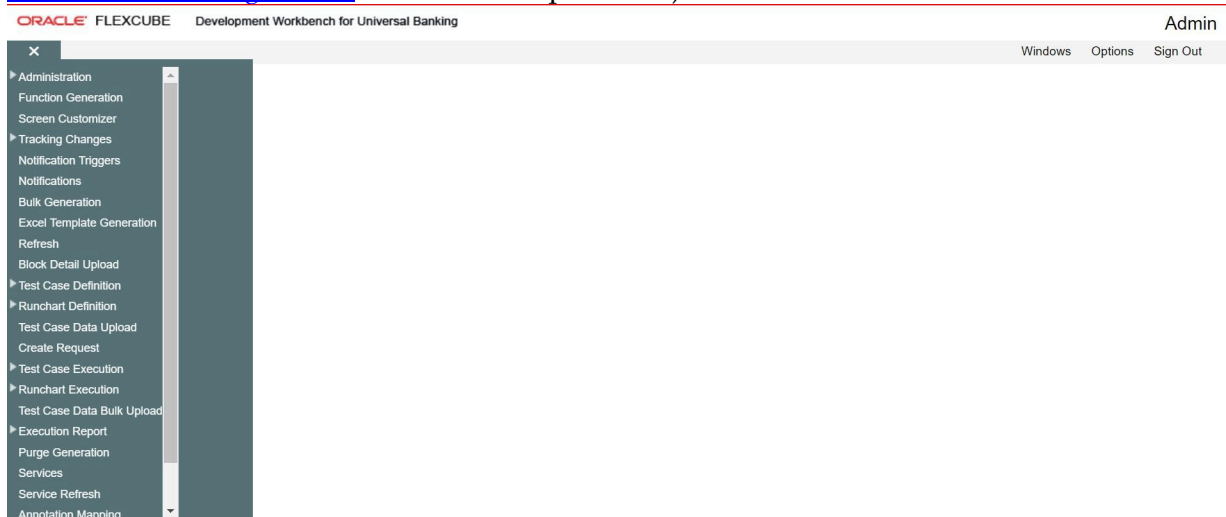 ORACLE FLEXCUBE Development Workbench for Universal Banking
Admin
Windows Options Sign Out
Administration
Function Generation
Screen Customizer
Tracking Changes
Notification Triggers
Notifications
Bulk Generation
Excel Template Generation
Refresh
Block Detail Upload
Test Case Definition
Runchart Definition
Test Case Data Upload
Create Request
Test Case Execution
Runchart Execution
Test Case Data Bulk Upload
Execution Report
Purge Generation
Services
Service Refresh
Annotation Mapping